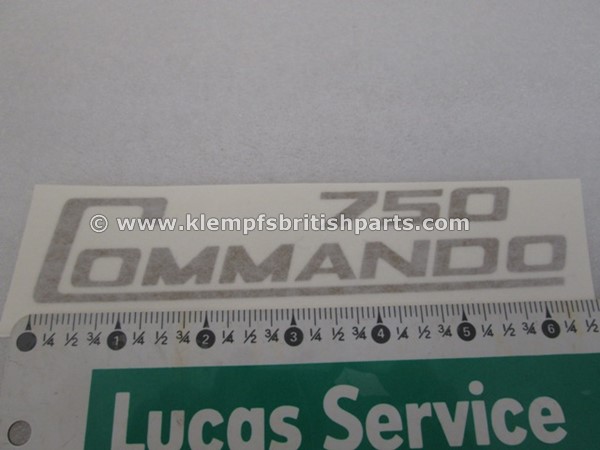 750
© www.klempfsbritishparts.com
COMMANDO
¼ ½ ¾ 1 ¼ ½ ¾ 2 ¼ ½ ¾ 3 ¼ ½ ¾ 4 ¼ ½ ¾ 5 ¼ ½ ¾ 6 ¼ ½
Lucas Service